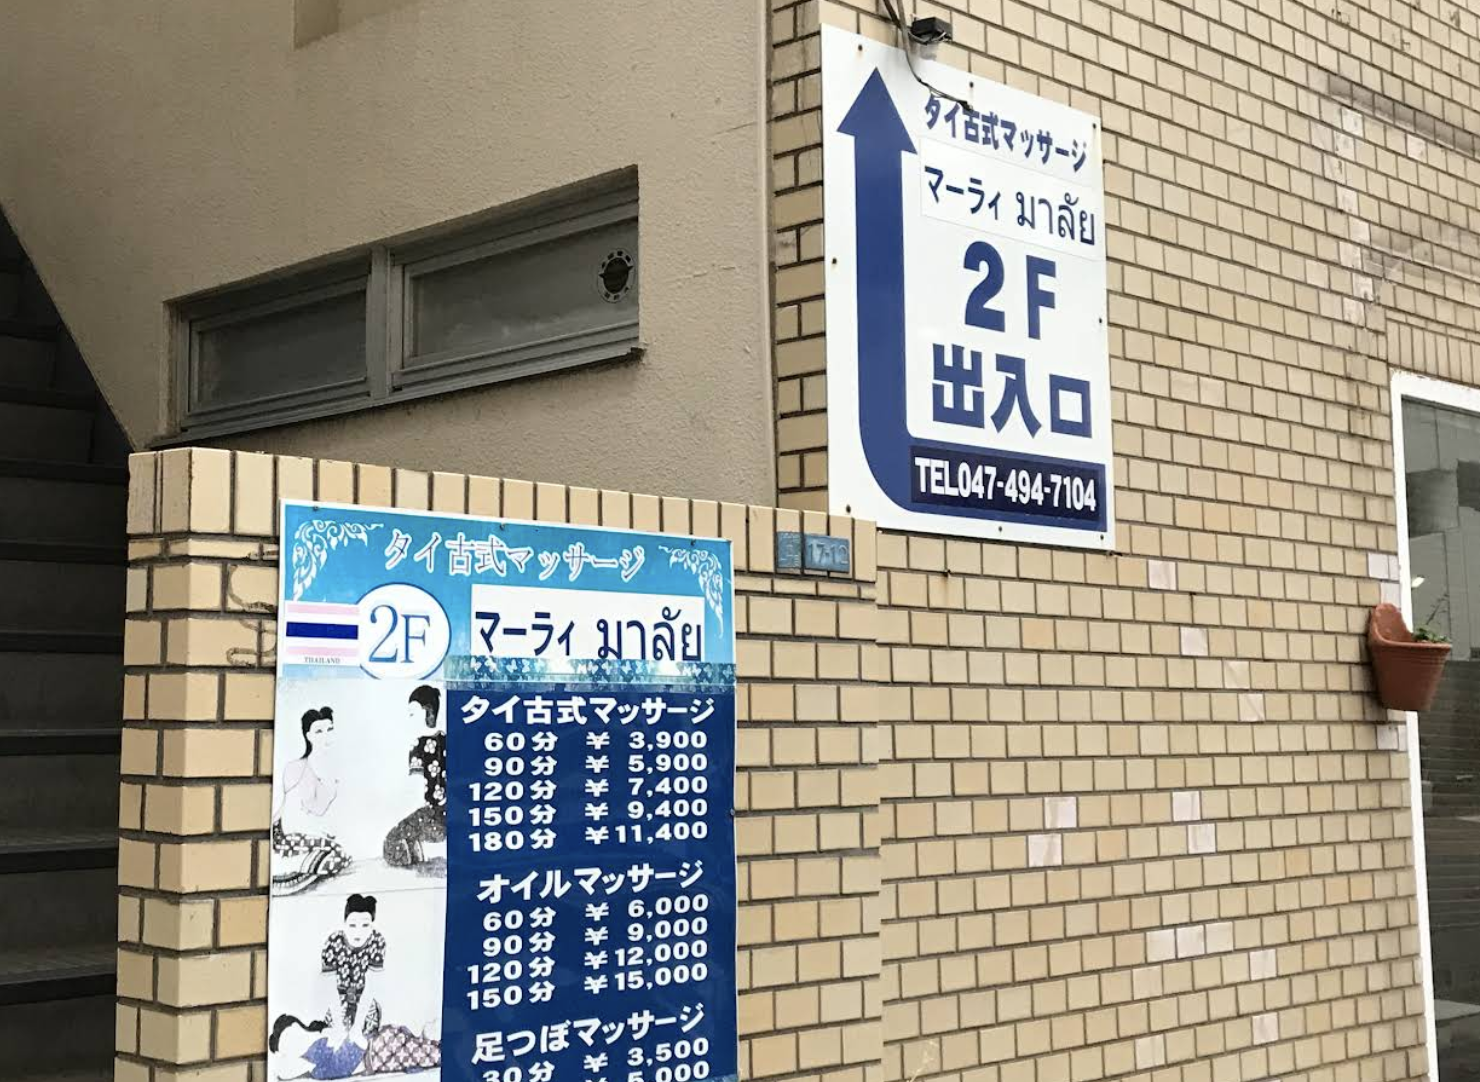 タイ古式マッサージ
マーラィ มาลัย
2F
出入口
TEL047-494-7104
17-12
タイ古式マッサージ
THAILAND
2F
マーラィ มาลัย
タイ古式マッサージ
60分 ¥ 3,900
90分 ¥ 5,900
120分 ¥ 7,400
150分 ¥ 9,400
180分 ¥11,400
オイルマッサージ
60分 ¥ 6,000
90分 ¥ 9,000
120分 ¥12,000
150分 ¥15,000
足つぼマッサージ
30分 ¥ 3,500
5,000